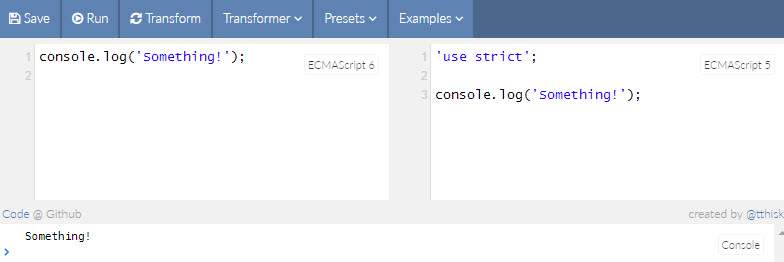 Save Run Transform Transformer Presets Examples
1 console.log('Something!'); ECMAScript 6
2
1 'use strict'; ECMAScript 5
2
3 console.log('Something!');
Code @ Github created by @tthisk
Something! Console